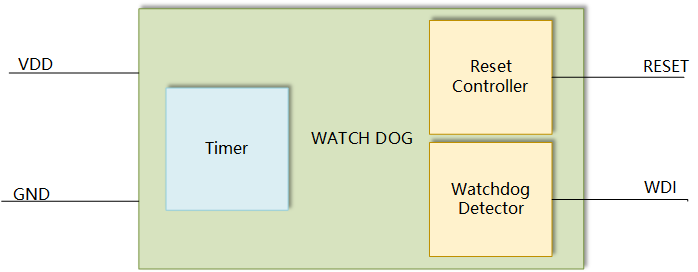 VDD
GND
Timer
WATCH DOG
Reset
Controller
Watchdog
Detector
RESET
WDI